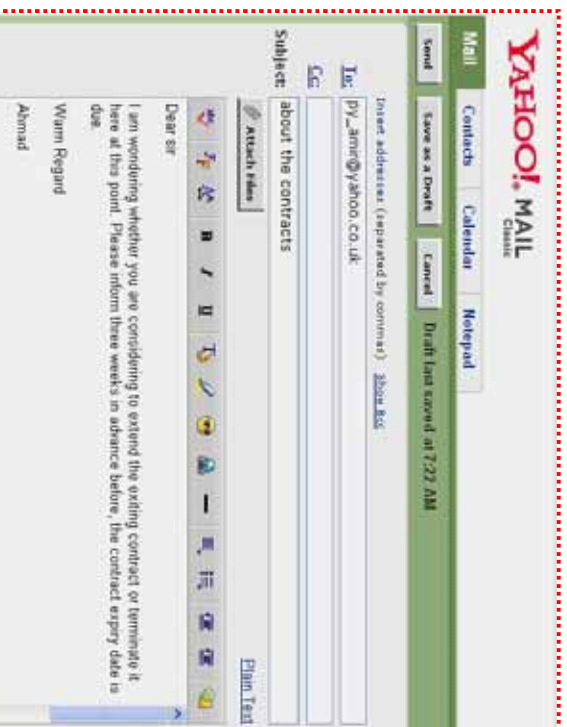 YAHOO! MAIL
Classic
Mail Contacts Calendar Notepad
Send Save as a Draft Cancel Draft last saved at 7:22 AM
Insert addresses (separated by commas) Show BCC
To: py_amir@yahoo.co.uk
Cc:
Subject: about the contracts
Attach Files
Plain Text
Dear sir
I am wondering whether you are considering to extend the exiting contract or terminate it
here at this point. Please inform three weeks in advance before, the contract expiry date is
due.
Warm Regard
Ahmad